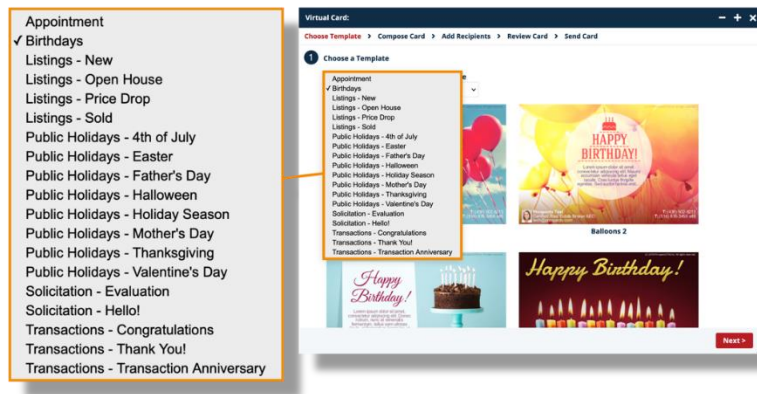 Appointment
✓ Birthdays
Listings - New
Listings - Open House
Listings - Price Drop
Listings - Sold
Public Holidays - 4th of July
Public Holidays - Easter
Public Holidays - Father's Day
Public Holidays - Halloween
Public Holidays - Holiday Season
Public Holidays - Mother's Day
Public Holidays - Thanksgiving
Public Holidays - Valentine's Day
Solicitation - Evaluation
Solicitation - Hello!
Transactions - Congratulations
Transactions - Thank You!
Transactions - Transaction Anniversary
Virtual Card:
Choose Template > Compose Card > Add Recipients > Review Card > Send Card
1 Choose a Template
Appointment
✓ Birthdays
Listings - New
Listings - Open House
Listings - Price Drop
Listings - Sold
Public Holidays - 4th of July
Public Holidays - Easter
Public Holidays - Father's Day
Public Holidays - Halloween
Public Holidays - Holiday Season
Public Holidays - Mother's Day
Public Holidays - Thanksgiving
Public Holidays - Valentine's Day
Solicitation - Evaluation
Solicitation - Hello!
Transactions - Congratulations
Transactions - Thank You!
Transactions - Transaction Anniversary
HAPPY
BIRTHDAY!
Balloons 2
Happy
Birthday!
Happy Birthday!
Next >